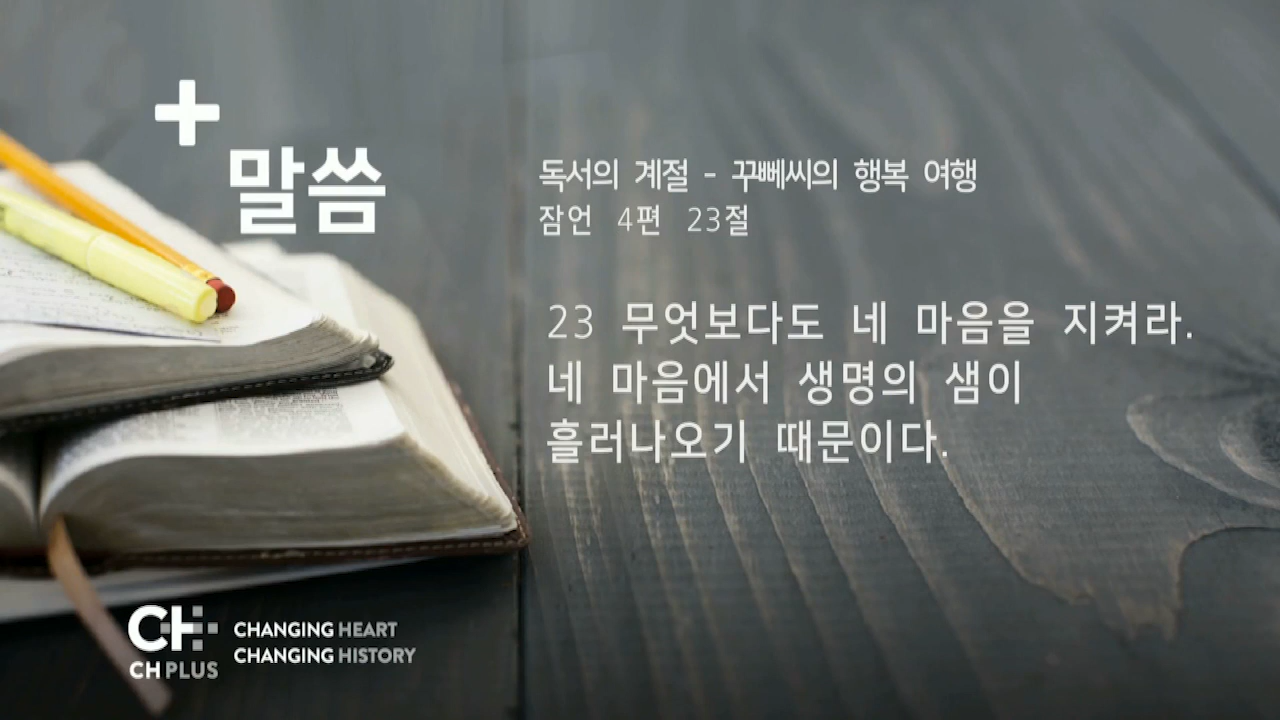 말씀
독서의 계절 - 꾸뻬씨의 행복 여행
잠언 4편 23절
23 무엇보다도 네 마음을 지켜라.
네 마음에서 생명의 샘이
흘러나오기 때문이다.
CH
CH PLUS
CHANGING HEART
CHANGING HISTORY